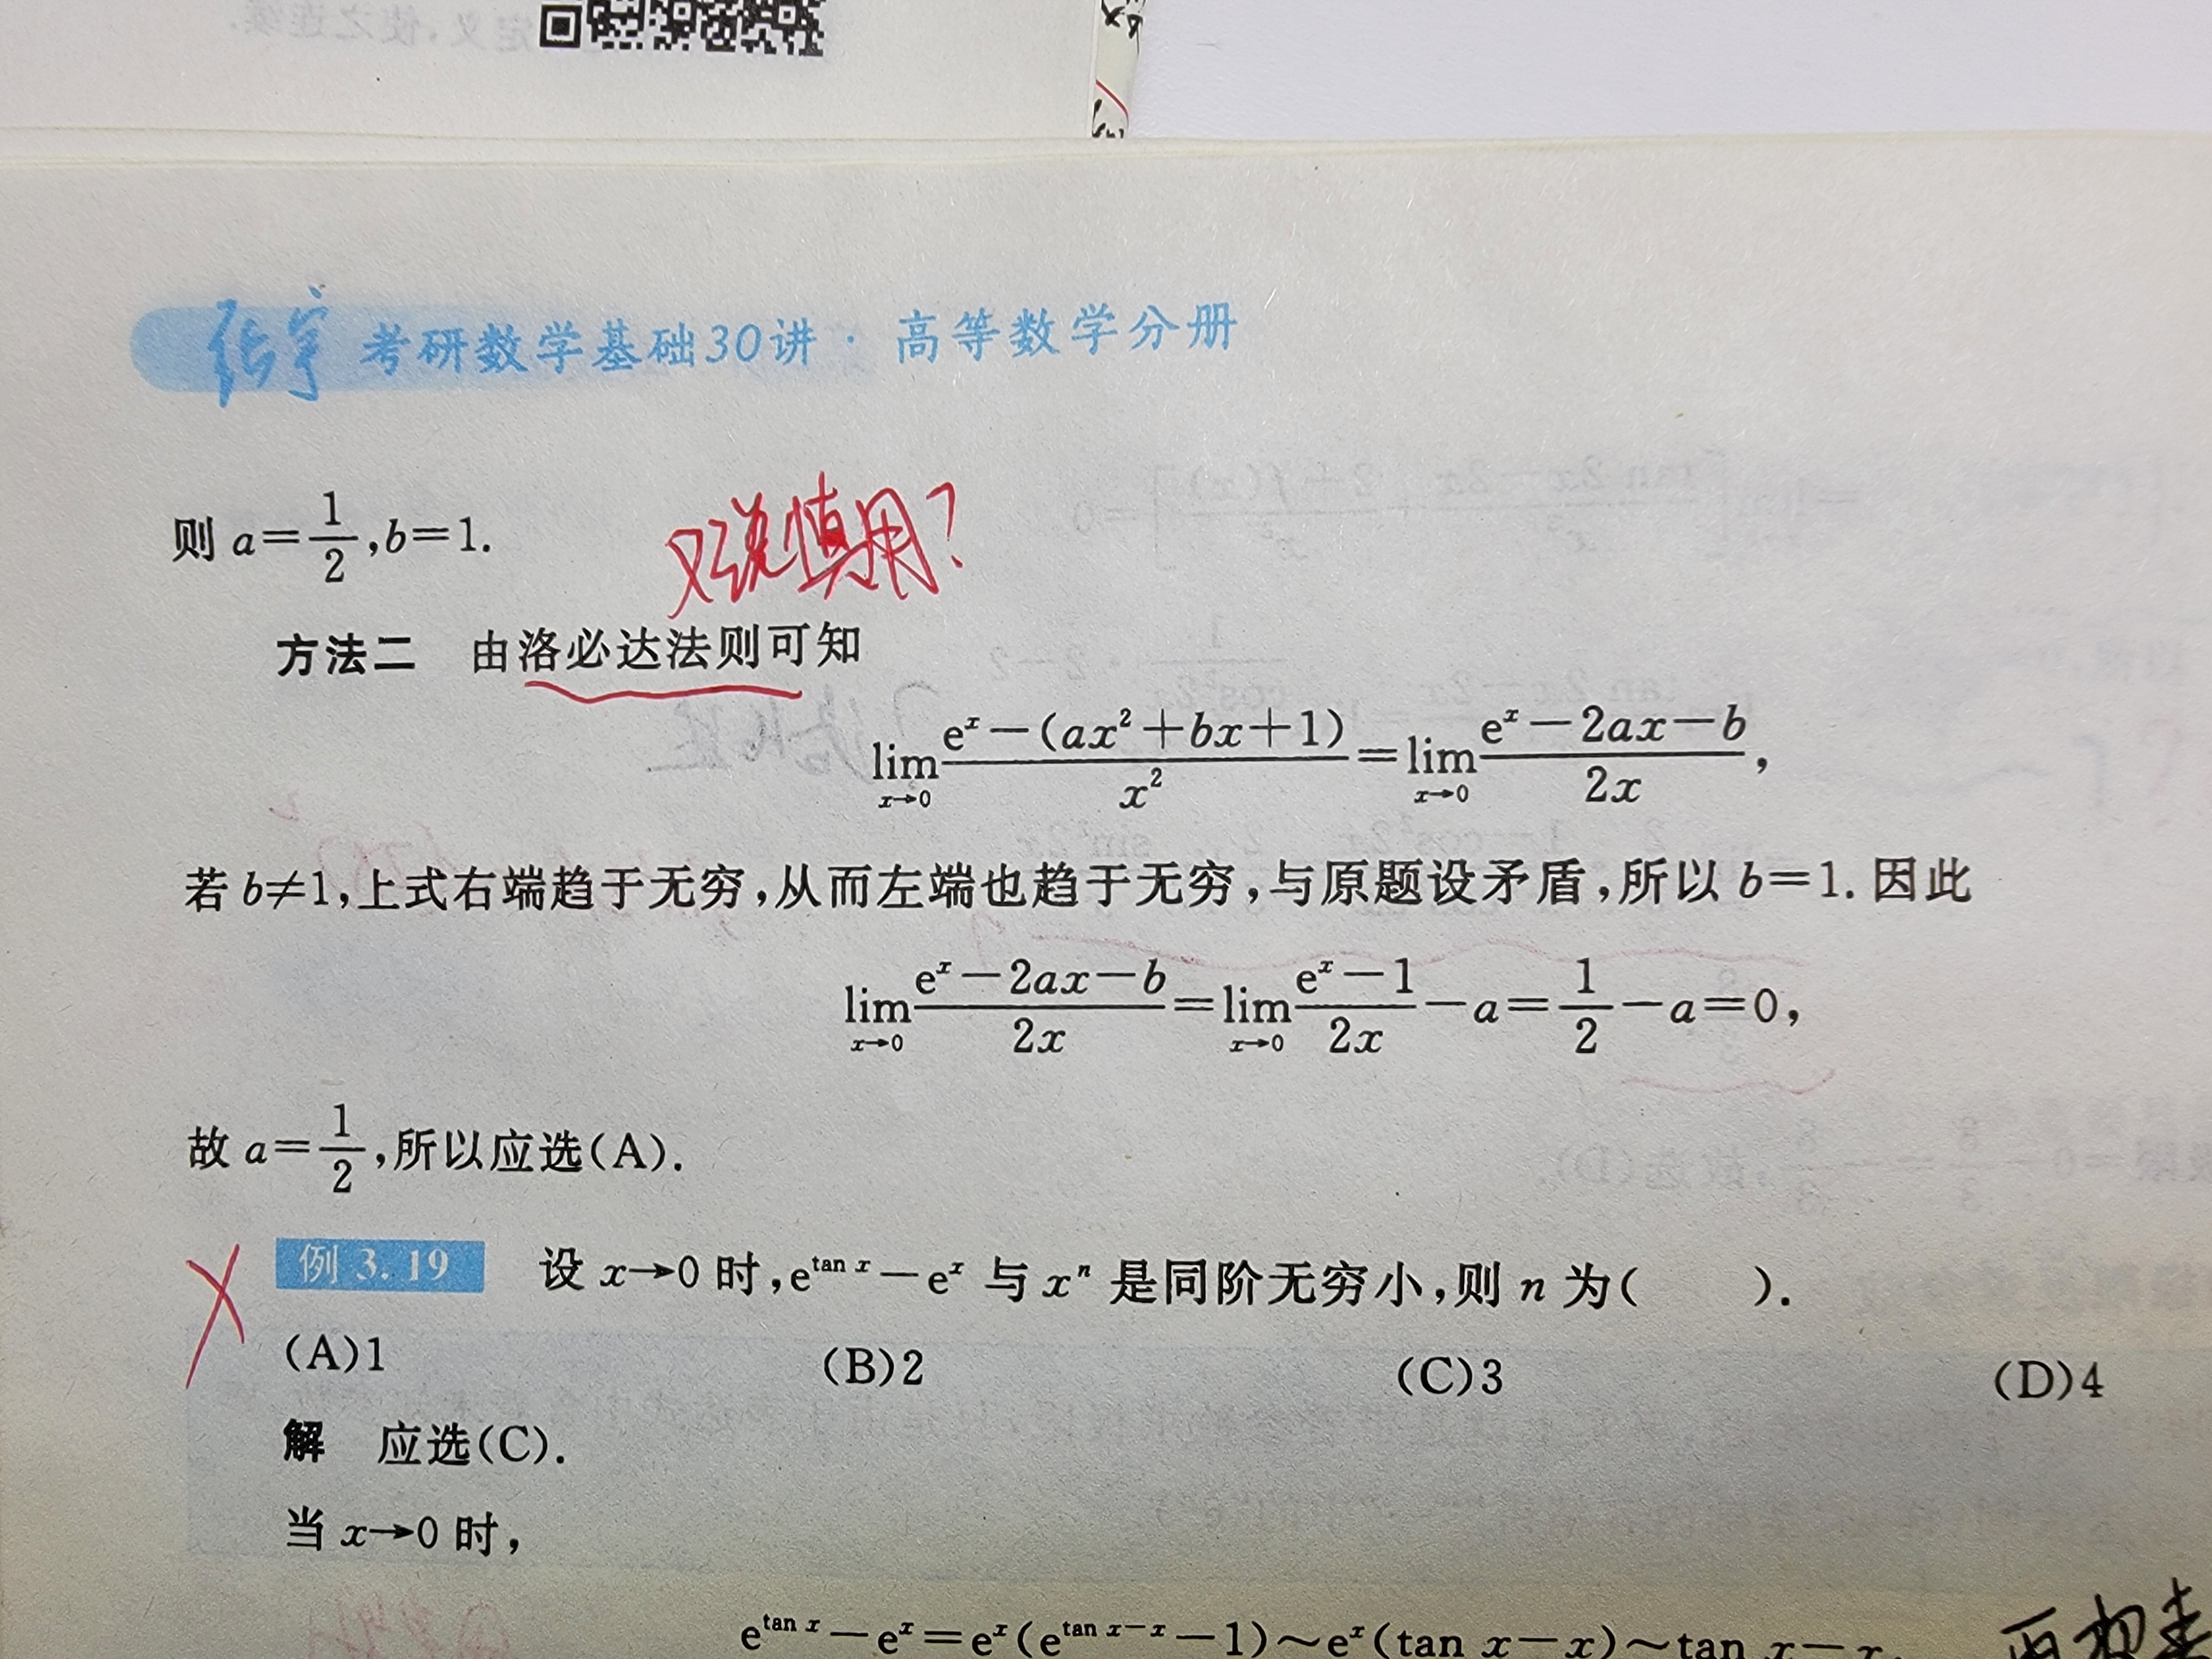 张宇 考研数学基础30讲·高等数学分册
则 a=1/2,b=1.
又说慎用?
方法二 由洛必达法则可知
lim x→0 (e^x-(ax²+bx+1))/x² = lim x→0 (e^x-2ax-b)/2x,
若 b≠1,上式右端趋于无穷,从而左端也趋于无穷,与原题设矛盾,所以 b=1. 因此
lim x→0 (e^x-2ax-b)/2x = lim x→0 (e^x-1)/2x - a = 1/2 - a = 0,
故 a=1/2,所以应选(A).
例 3.19 设 x→0 时,e^(tan x)-e^x 与 x^n 是同阶无穷小,则 n 为( ).
(A)1 (B)2 (C)3 (D)4
解 应选(C).
当 x→0 时,
e^(tan x)-e^x=e^x(e^(tan x-x)-1)~e^x(tan x-x)~tan x-x,